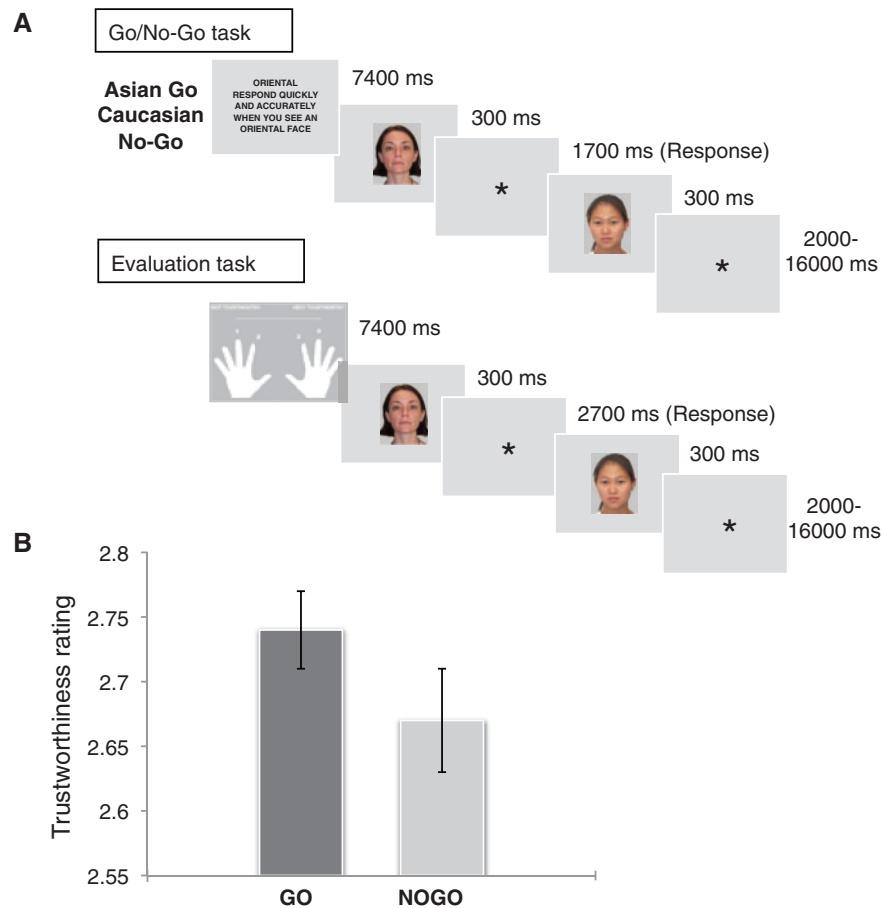 A
Go/No-Go task
Asian Go
Caucasian
No-Go
ORIENTAL
RESPOND QUICKLY
AND ACCURATELY
WHEN YOU SEE AN
ORIENTAL FACE
7400 ms
300 ms
*
1700 ms (Response)
300 ms
*
2000-
16000 ms
Evaluation task
7400 ms
300 ms
*
2700 ms (Response)
300 ms
*
2000-
16000 ms
B
Trustworthiness rating
2.8
2.75
2.7
2.65
2.6
2.55
GO
NOGO